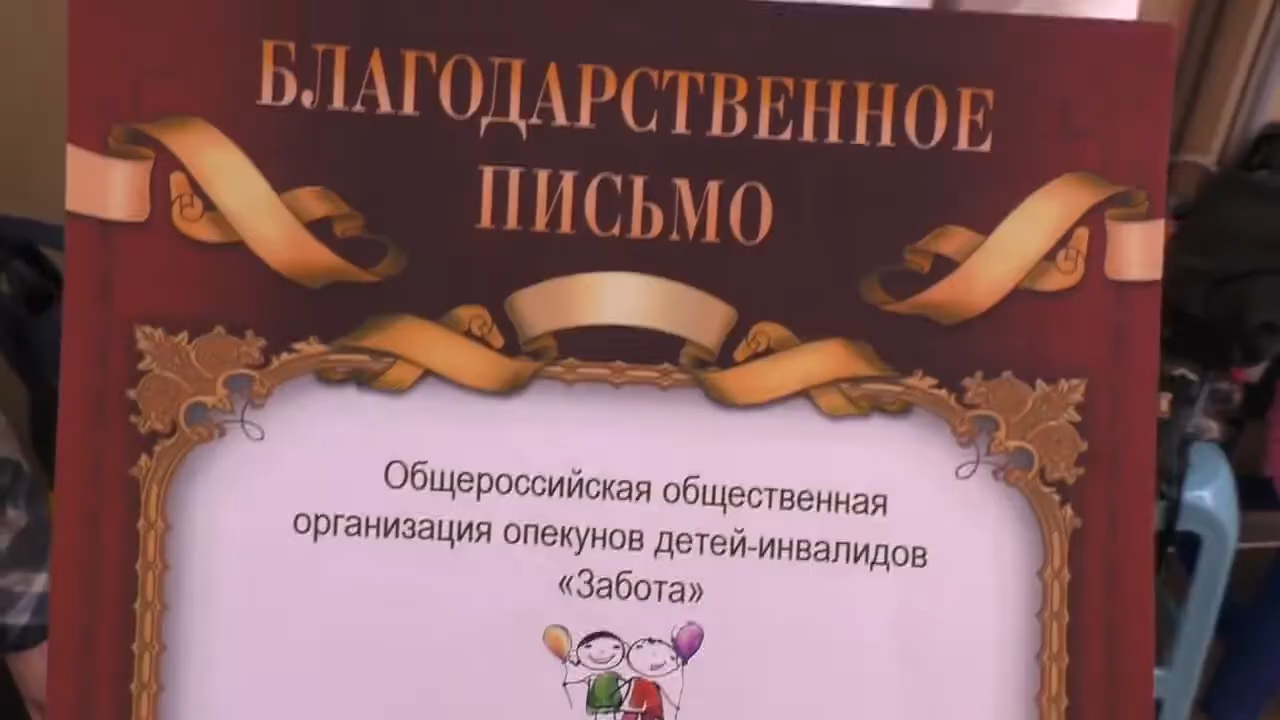 БЛАГОДАРСТВЕННОЕ
ПИСЬМО
Общероссийская общественная
организация опекунов детей-инвалидов
«Забота»